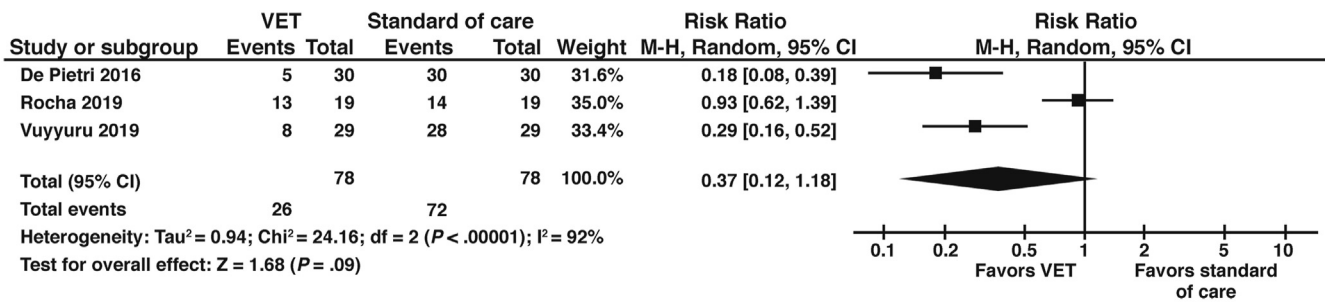 VET Standard of care Risk Ratio Risk Ratio
Study or subgroup Events Total Events Total Weight M-H, Random, 95% CI M-H, Random, 95% CI
De Pietri 2016 5 30 30 30 31.6% 0.18 [0.08, 0.39]
Rocha 2019 13 19 14 19 35.0% 0.93 [0.62, 1.39]
Vuyyuru 2019 8 29 28 29 33.4% 0.29 [0.16, 0.52]
Total (95% CI) 78 78 100.0% 0.37 [0.12, 1.18]
Total events 26 72
Heterogeneity: Tau² = 0.94; Chi² = 24.16; df = 2 (P < .00001); I² = 92%
Test for overall effect: Z = 1.68 (P = .09)
0.1 0.2 0.5 1 2 5 10
Favors VET Favors standard
of care